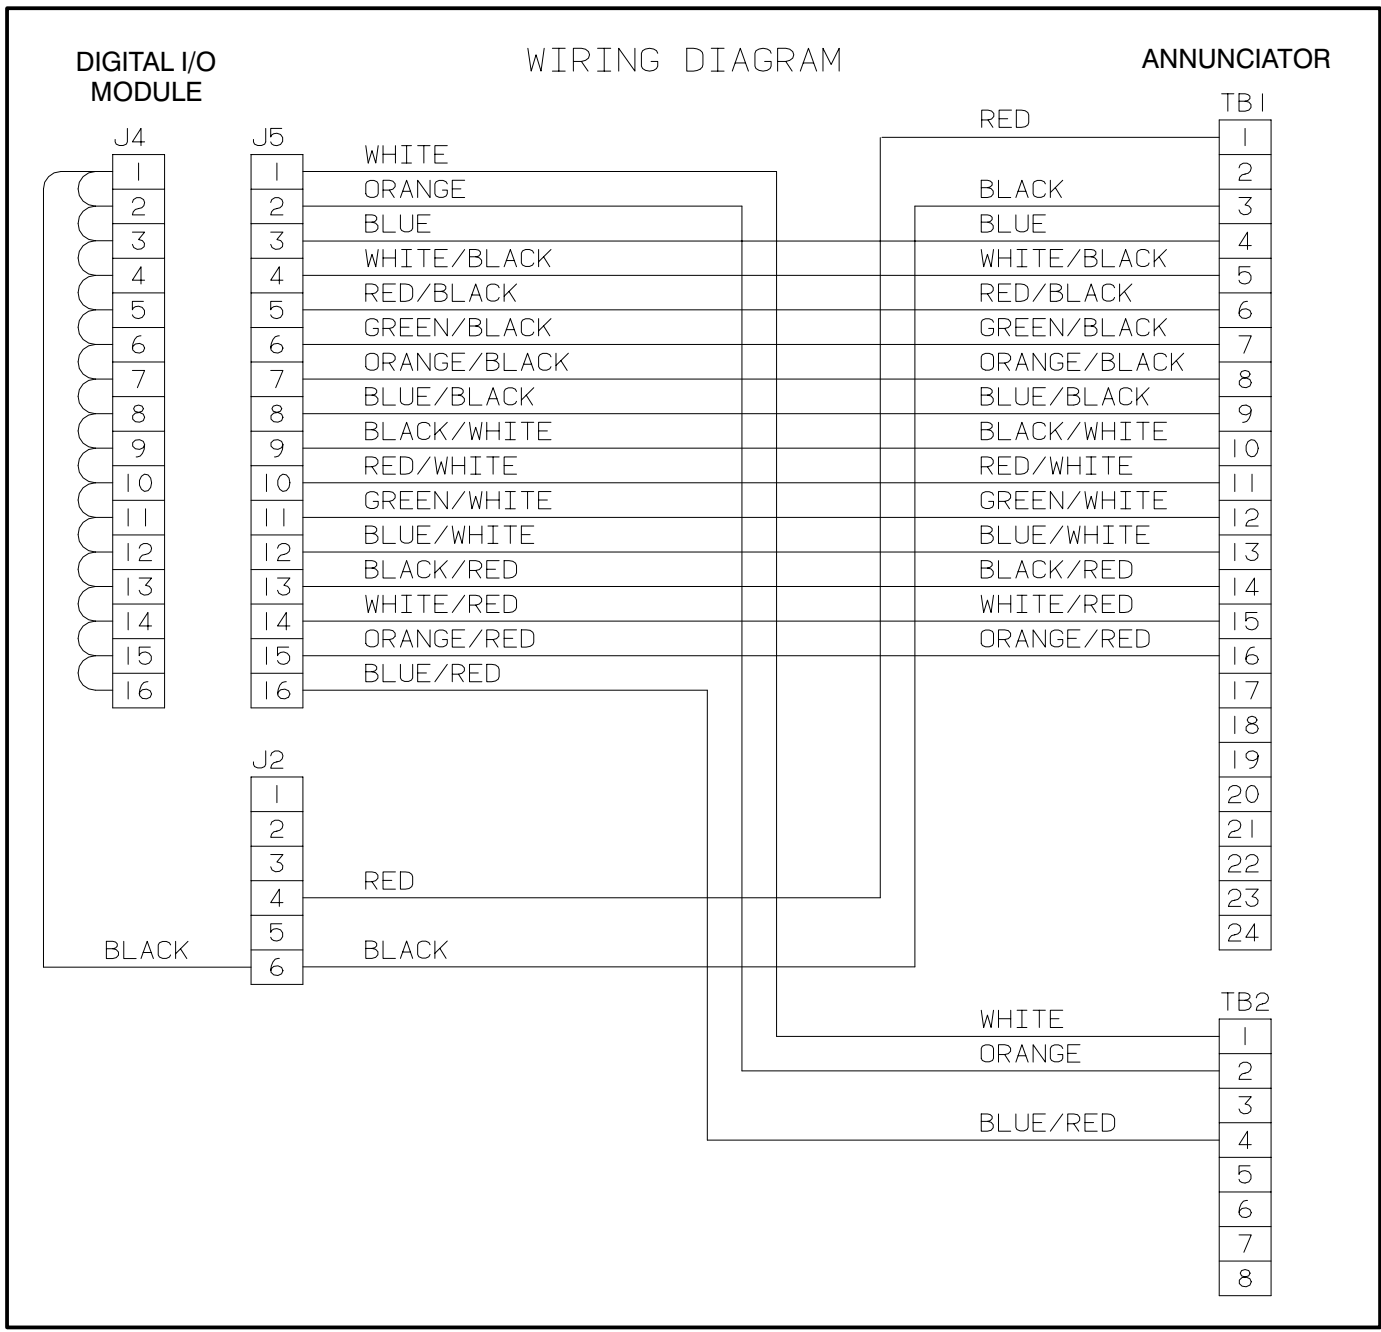 DIGITAL I/O
MODULE
WIRING DIAGRAM
ANNUNCIATOR
J4
1
2
3
4
5
6
7
8
9
10
11
12
13
14
15
16
J5
1
2
3
4
5
6
7
8
9
10
11
12
13
14
15
16
WHITE
ORANGE
BLUE
WHITE/BLACK
RED/BLACK
GREEN/BLACK
ORANGE/BLACK
BLUE/BLACK
BLACK/WHITE
RED/WHITE
GREEN/WHITE
BLUE/WHITE
BLACK/RED
WHITE/RED
ORANGE/RED
BLUE/RED
RED
BLACK
BLUE
WHITE/BLACK
RED/BLACK
GREEN/BLACK
ORANGE/BLACK
BLUE/BLACK
BLACK/WHITE
RED/WHITE
GREEN/WHITE
BLUE/WHITE
BLACK/RED
WHITE/RED
ORANGE/RED
TB1
1
2
3
4
5
6
7
8
9
10
11
12
13
14
15
16
17
18
19
20
21
22
23
24
J2
1
2
3
4
5
6
BLACK
RED
BLACK
WHITE
ORANGE
BLUE/RED
TB2
1
2
3
4
5
6
7
8